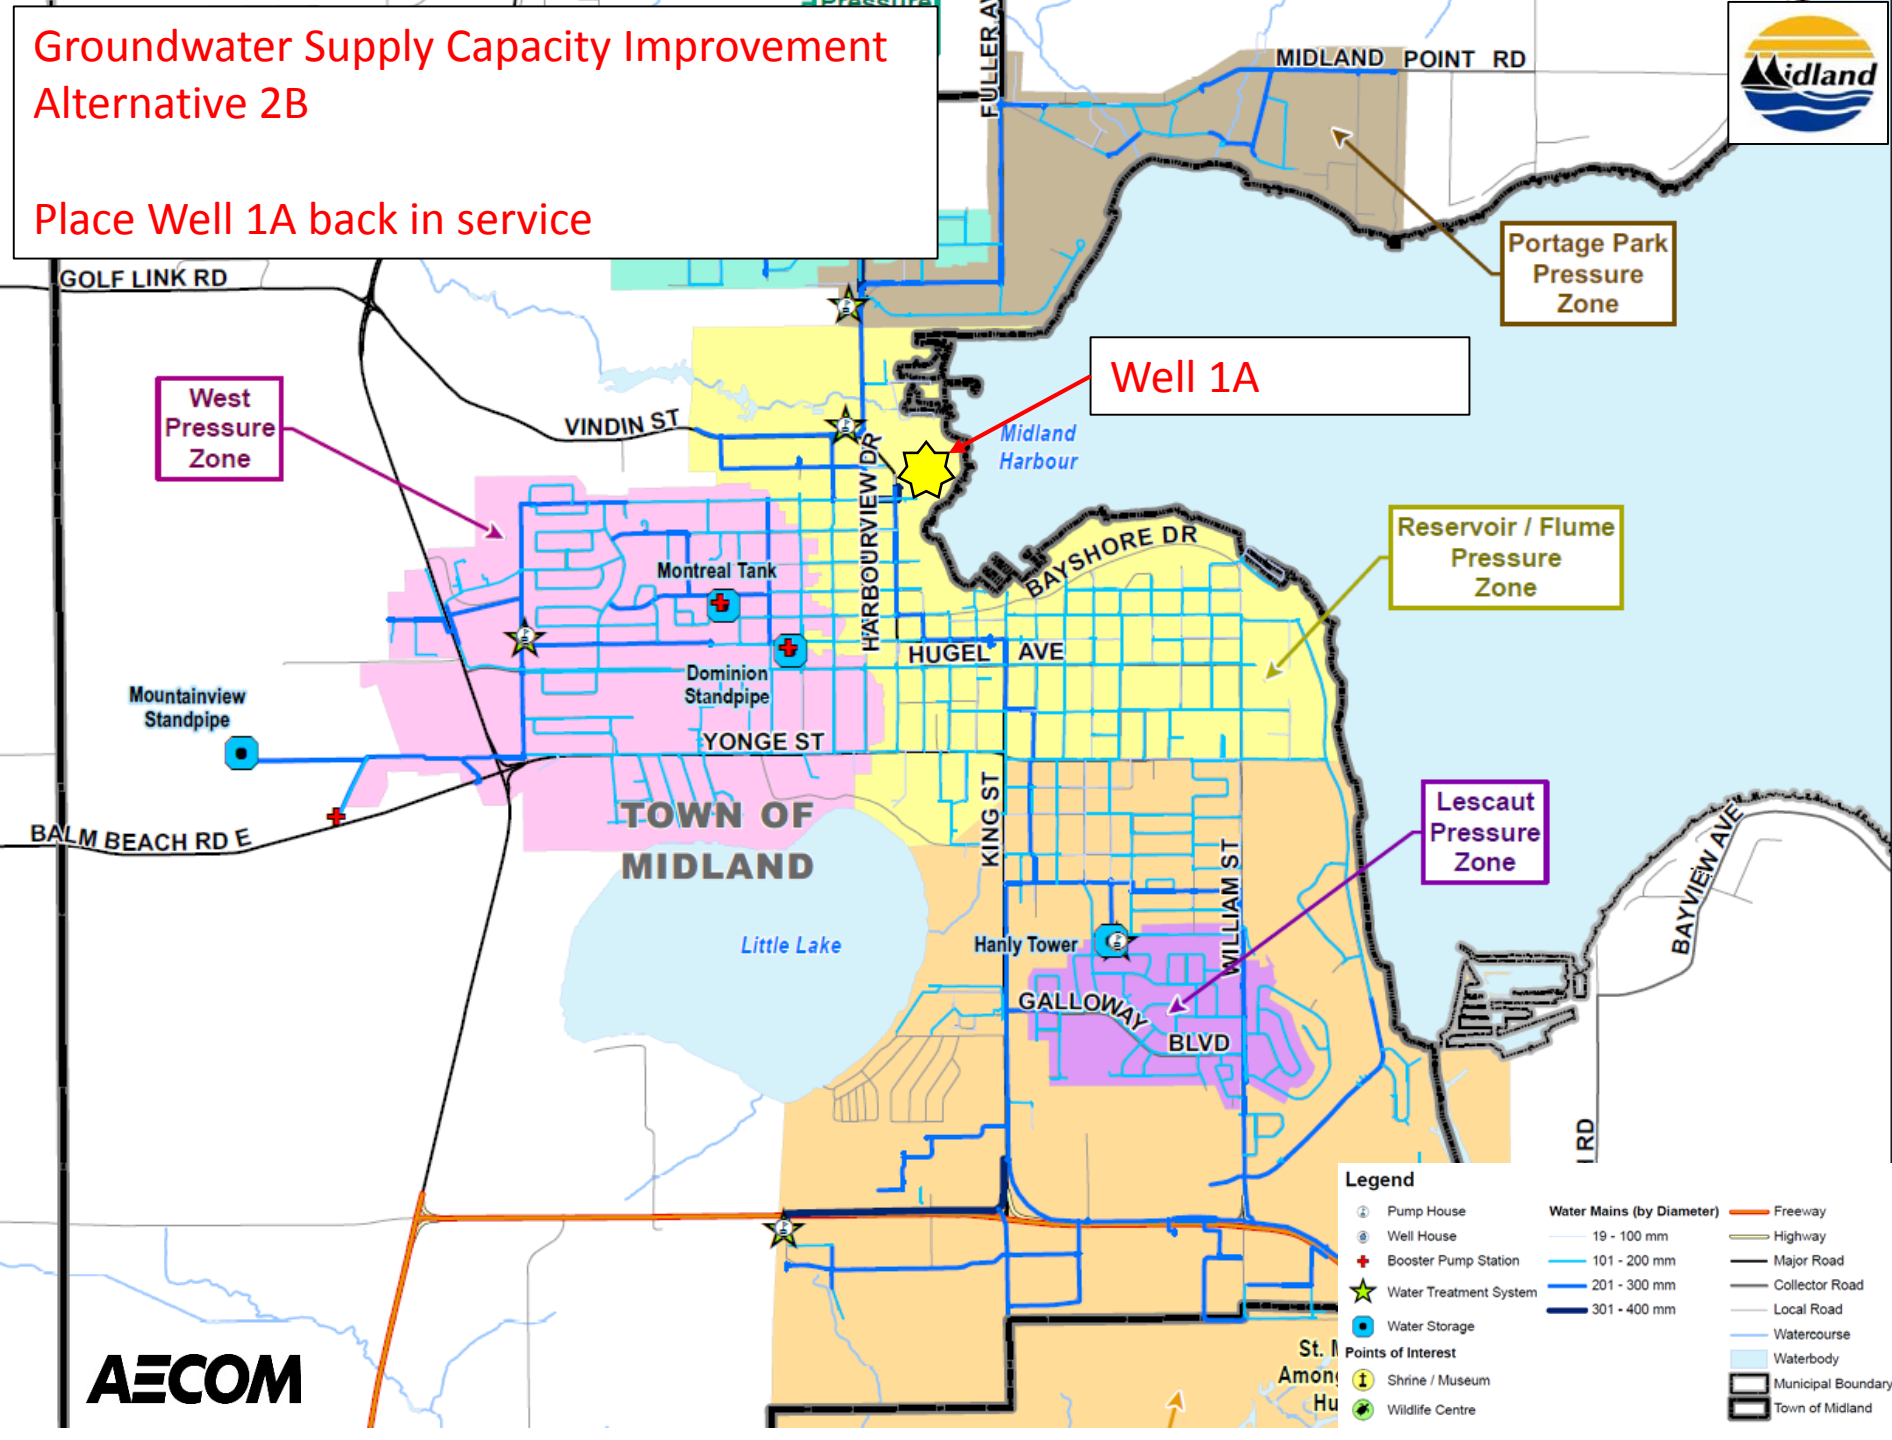 Groundwater Supply Capacity Improvement
Alternative 2B
Place Well 1A back in service
Pressure
FULLER AV
MIDLAND POINT RD
Midland
Portage Park
Pressure
Zone
GOLF LINK RD
Well 1A
West
Pressure
Zone
VINDIN ST
HARBOURVIEW DR
Midland
Harbour
Reservoir / Flume
Pressure
Zone
BAYSHORE DR
Montreal Tank
HUGEL AVE
Dominion
Standpipe
Mountainview
Standpipe
YONGE ST
TOWN OF
MIDLAND
KING ST
BALM BEACH RD E
Lescaut
Pressure
Zone
WILLIAM ST
BAYVIEW AVE
Little Lake
Hanly Tower
GALLOWAY
BLVD
RD
St.
Among
Hu
AECOM
Legend
Pump House
Well House
Booster Pump Station
Water Treatment System
Water Storage
Points of Interest
Shrine / Museum
Wildlife Centre
Water Mains (by Diameter)
19 - 100 mm
101 - 200 mm
201 - 300 mm
301 - 400 mm
Freeway
Highway
Major Road
Collector Road
Local Road
Watercourse
Waterbody
Municipal Boundary
Town of Midland